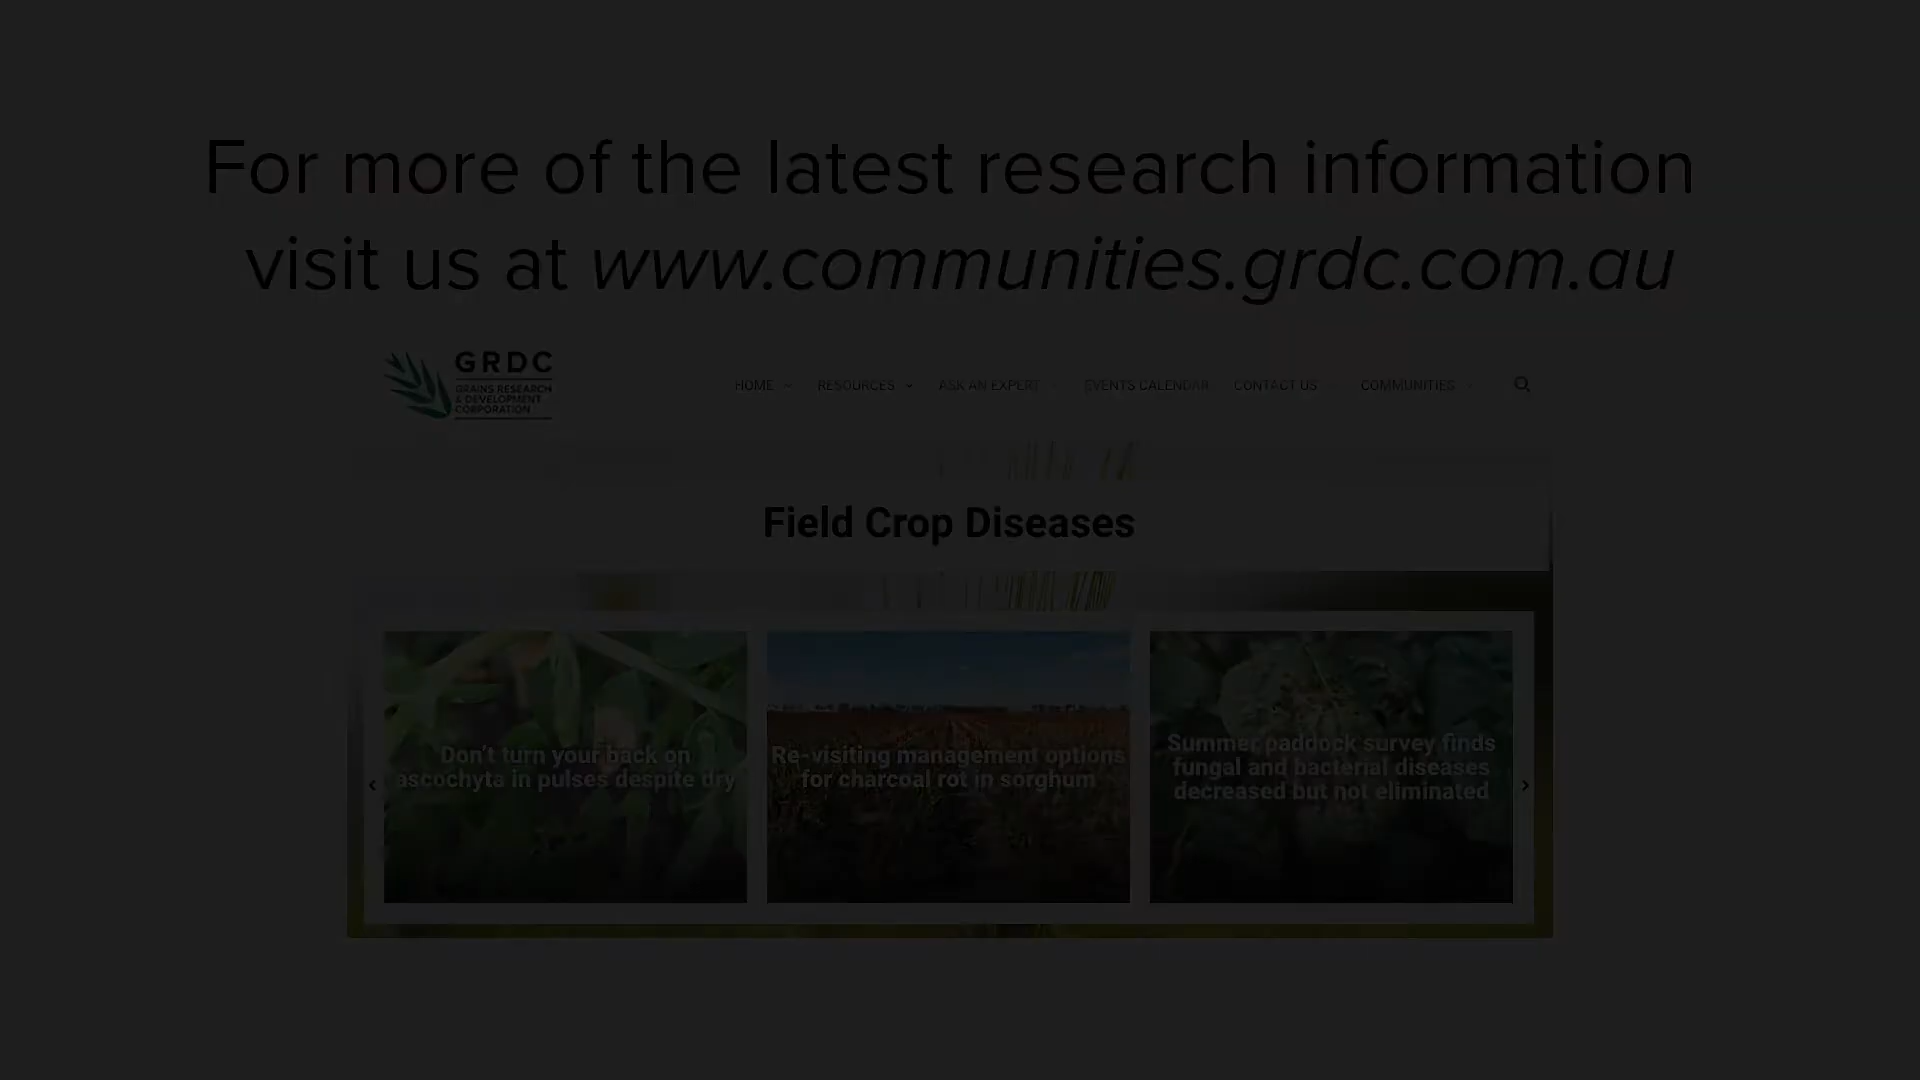 For more of the latest research information
visit us at www.communities.grdc.com.au
GRDC
GRAINS RESEARCH
& DEVELOPMENT
CORPORATION
HOME
RESOURCES
ASK AN EXPERT
EVENTS CALENDAR
CONTACT US
COMMUNITIES
Field Crop Diseases
Don't turn your back on
ascochyta in pulses despite dry
Re-visiting management options
for charcoal rot in sorghum
Summer paddock survey finds
fungal and bacterial diseases
decreased but not eliminated